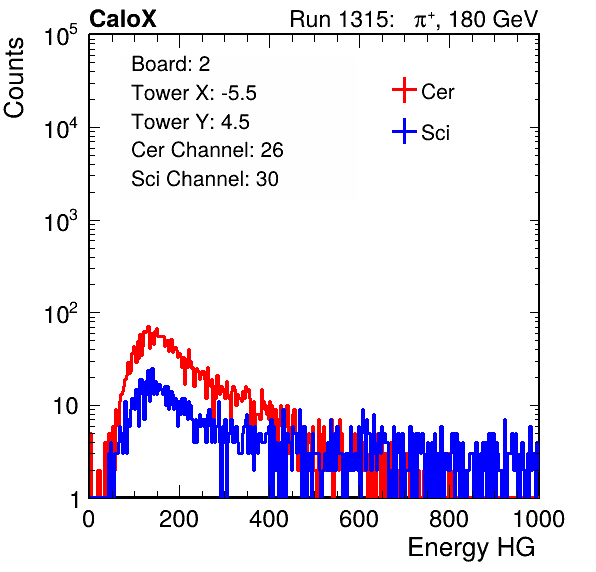 CaloX Run 1315: π⁺, 180 GeV
Counts
10⁵
10⁴
10³
10²
10
1
Board: 2
Tower X: -5.5
Tower Y: 4.5
Cer Channel: 26
Sci Channel: 30
Cer
Sci
0 200 400 600 800 1000
Energy HG